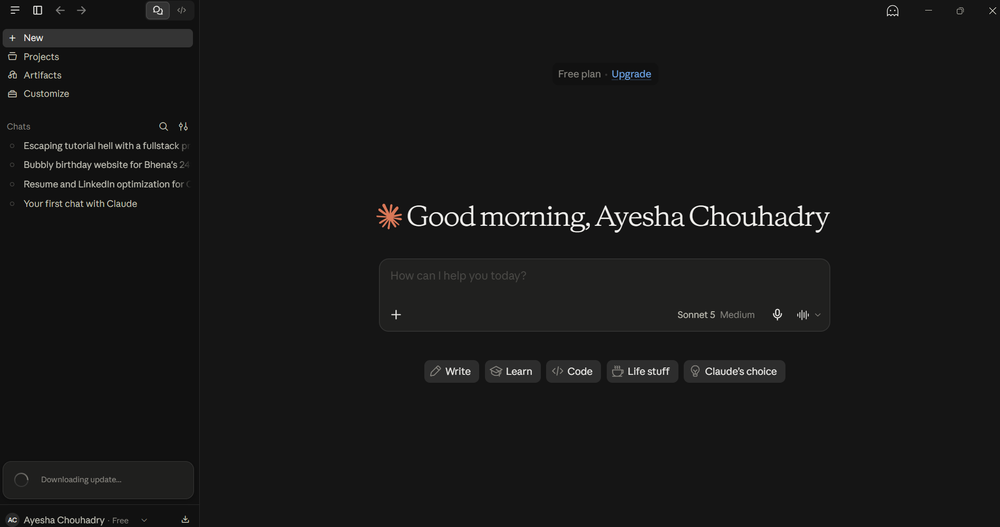 New
Projects
Artifacts
Customize
Chats
Escaping tutorial hell with a fullstack
Bubbly birthday website for Bhena's 24
Resume and LinkedIn optimization for
Your first chat with Claude
Downloading update...
AC Ayesha Chouhadry · Free
Free plan · Upgrade
Good morning, Ayesha Chouhadry
How can I help you today?
Sonnet 5 Medium
Write Learn Code Life stuff Claude's choice